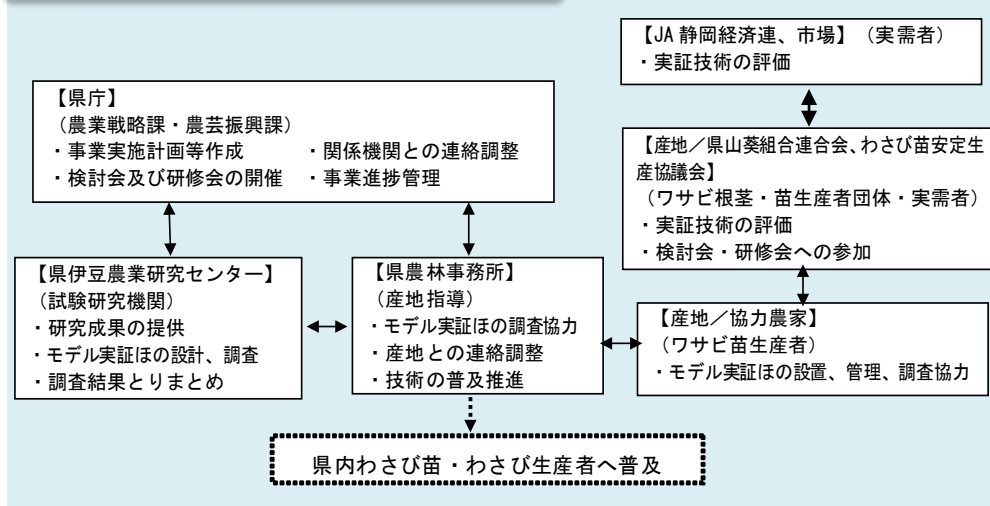 【JA 静岡経済連、市場】（実需者）
・実証技術の評価
【県庁】
（農業戦略課・農芸振興課）
・事業実施計画等作成　・関係機関との連絡調整
・検討会及び研修会の開催　・事業進捗管理
【産地／県山葵組合連合会、わさび苗安定生
産協議会】
（ワサビ根茎・苗生産者団体・実需者）
・実証技術の評価
・検討会・研修会への参加
【県伊豆農業研究センター】
（試験研究機関）
・研究成果の提供
・モデル実証ほの設計、調査
・調査結果とりまとめ
【県農林事務所】
（産地指導）
・モデル実証ほの調査協力
・産地との連絡調整
・技術の普及推進
【産地／協力農家】
（ワサビ苗生産者）
・モデル実証ほの設置、管理、調査協力
県内わさび苗・わさび生産者へ普及